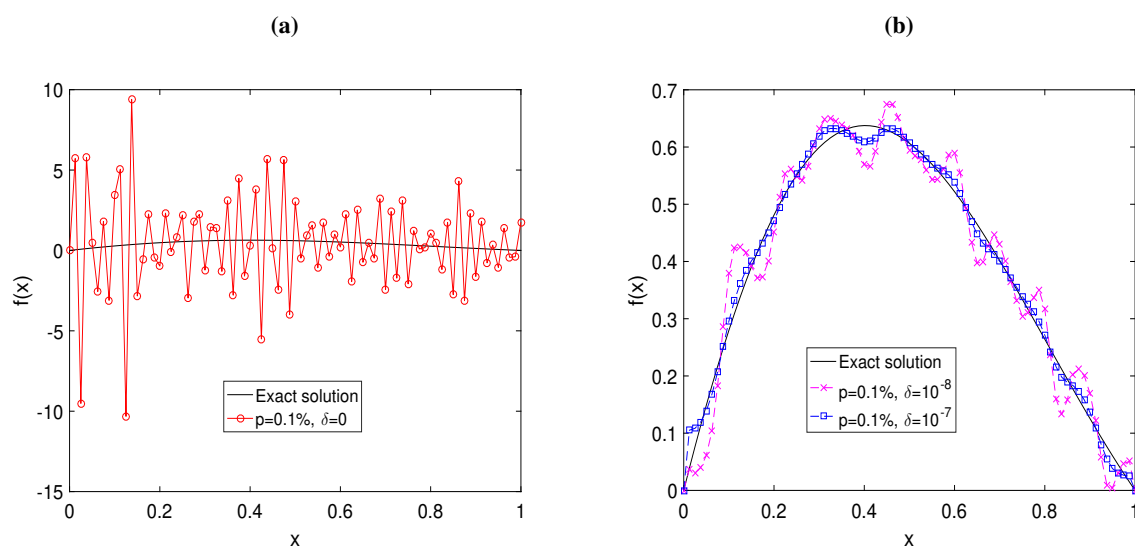 (a)
10
5
0
-5
-10
-15
f(x)
0
0.2
0.4
0.6
0.8
1
x
Exact solution
p=0.1%, δ=0
(b)
0.7
0.6
0.5
0.4
0.3
0.2
0.1
0
f(x)
0
0.2
0.4
0.6
0.8
1
x
Exact solution
p=0.1%, δ=10⁻⁸
p=0.1%, δ=10⁻⁷